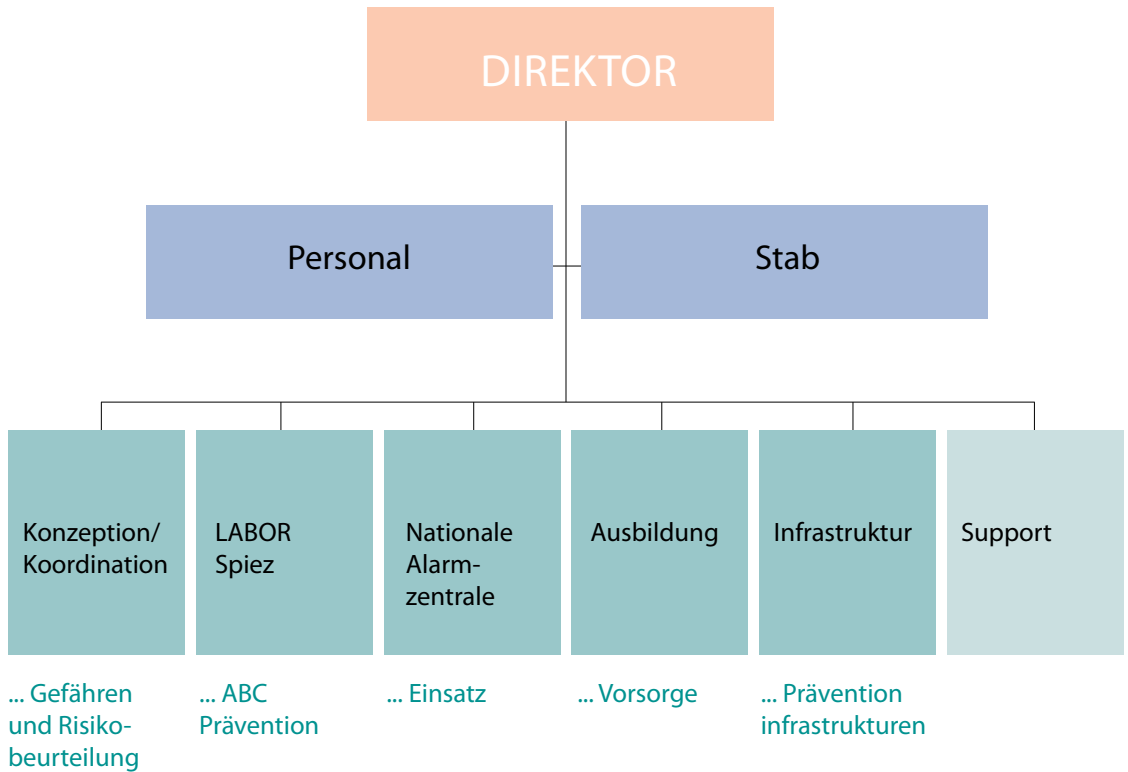 DIREKTOR
Personal
Stab
Konzeption/
Koordination
LABOR
Spiez
Nationale
Alarm-
zentrale
Ausbildung
Infrastruktur
Support
... Gefähren
und Risiko-
beurteilung
... ABC
Prävention
... Einsatz
... Vorsorge
... Prävention
infrastrukturen